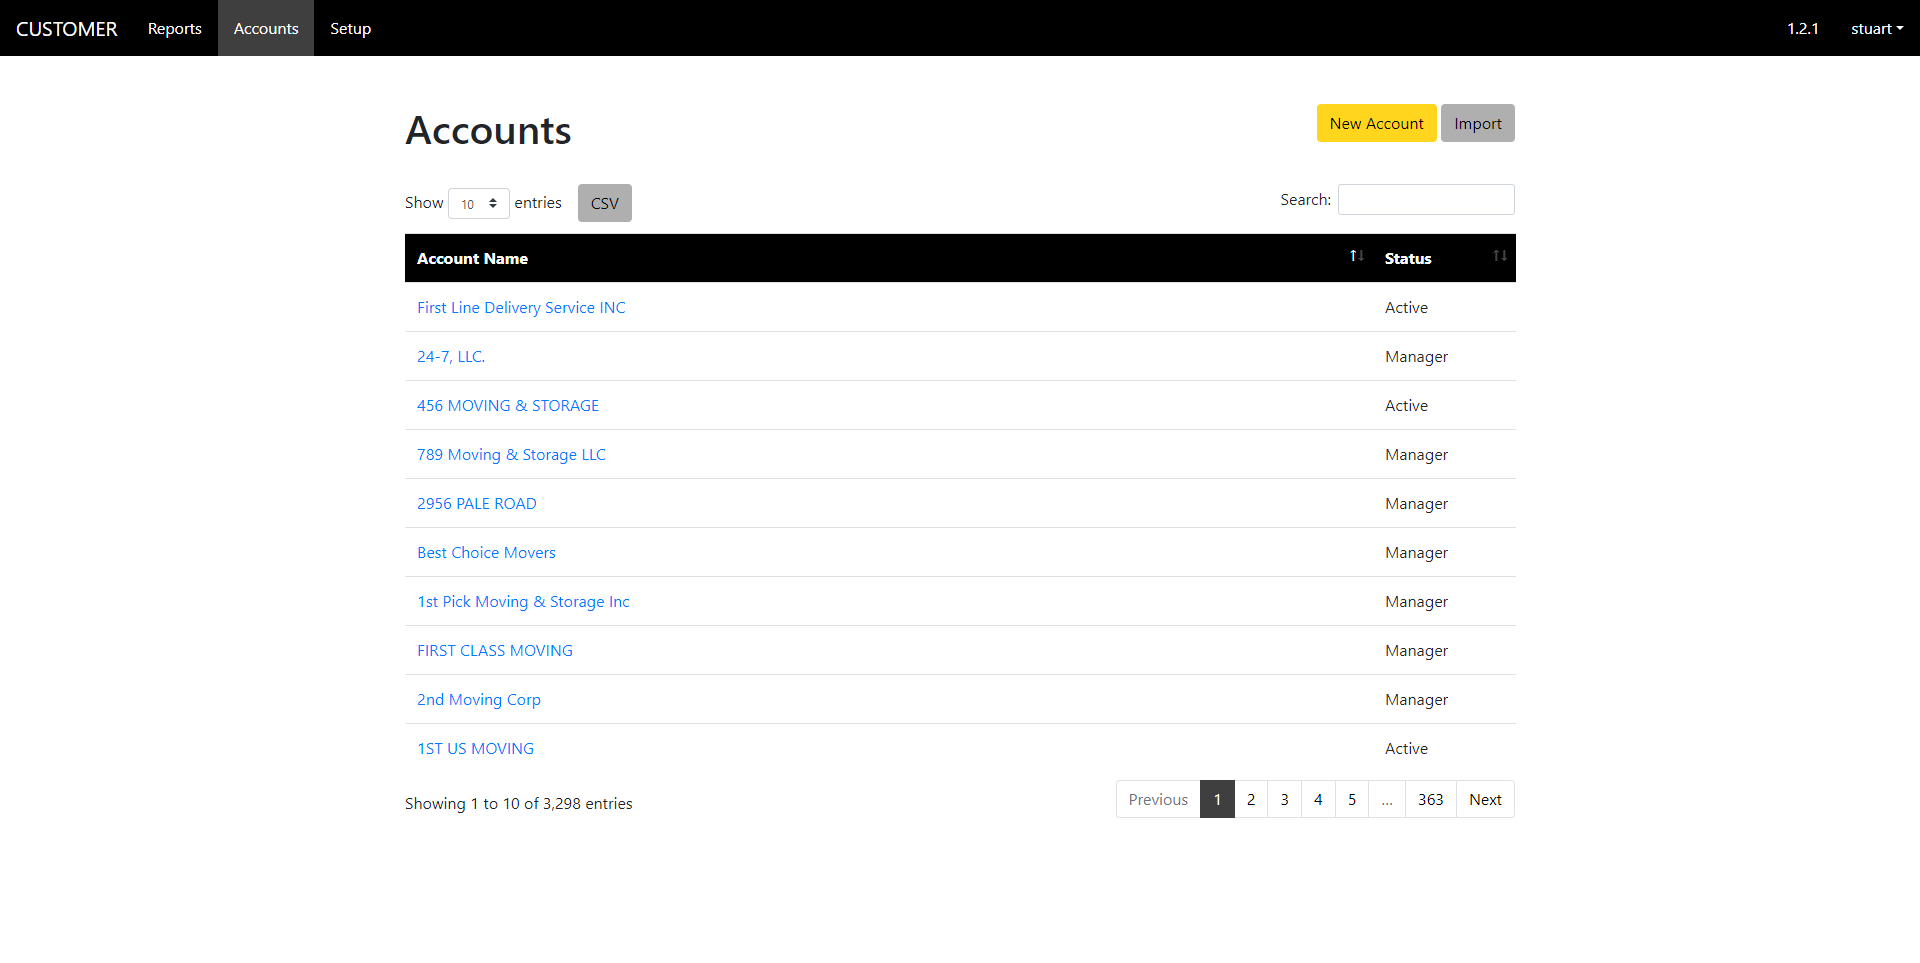 CUSTOMER Reports Accounts Setup 1.2.1 stuart
Accounts New Account Import
Show 10 entries CSV Search:
Account Name Status
First Line Delivery Service INC Active
24-7, LLC. Manager
456 MOVING & STORAGE Active
789 Moving & Storage LLC Manager
2956 PALE ROAD Manager
Best Choice Movers Manager
1st Pick Moving & Storage Inc Manager
FIRST CLASS MOVING Manager
2nd Moving Corp Manager
1ST US MOVING Active
Showing 1 to 10 of 3,298 entries Previous 1 2 3 4 5 ... 363 Next